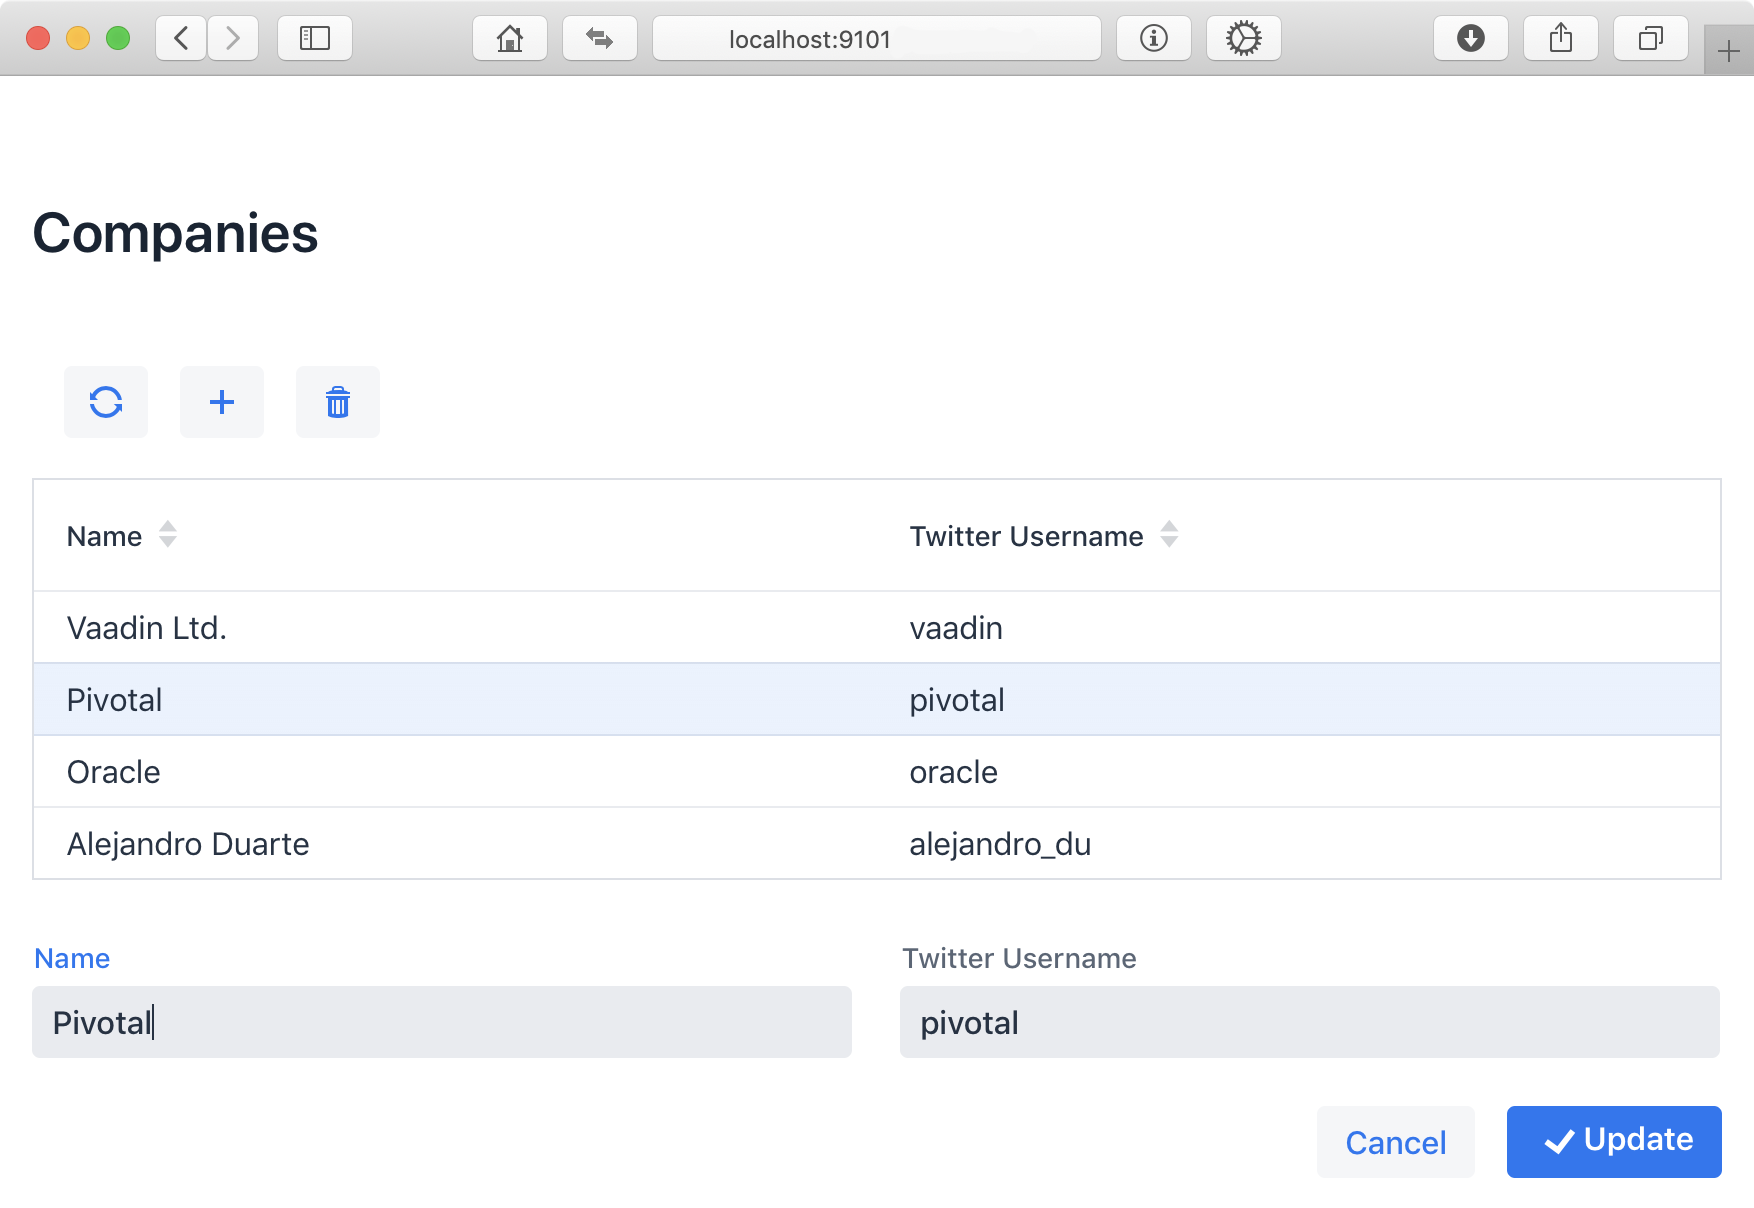 localhost:9101
Companies
Name Twitter Username
Vaadin Ltd. vaadin
Pivotal pivotal
Oracle oracle
Alejandro Duarte alejandro_du
Name Twitter Username
Pivotal pivotal
Cancel Update